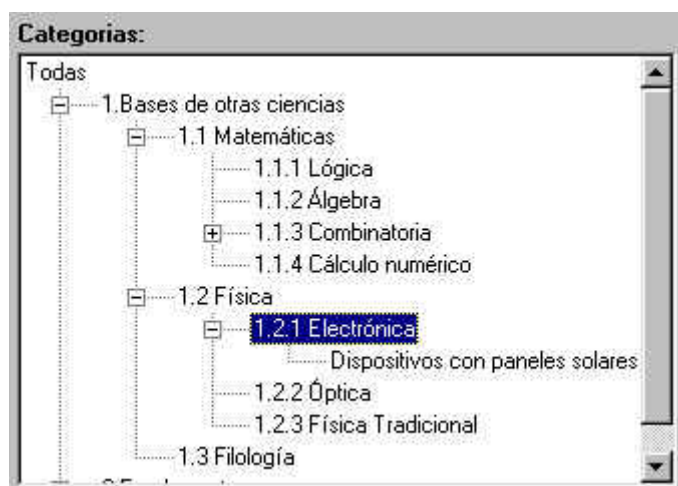 Categorias:
Todas
1.Bases de otras ciencias
1.1 Matemáticas
1.1.1 Lógica
1.1.2 Álgebra
1.1.3 Combinatoria
1.1.4 Cálculo numérico
1.2 Física
1.2.1 Electrónica
Dispositivos con paneles solares
1.2.2 Óptica
1.2.3 Física Tradicional
1.3 Filología